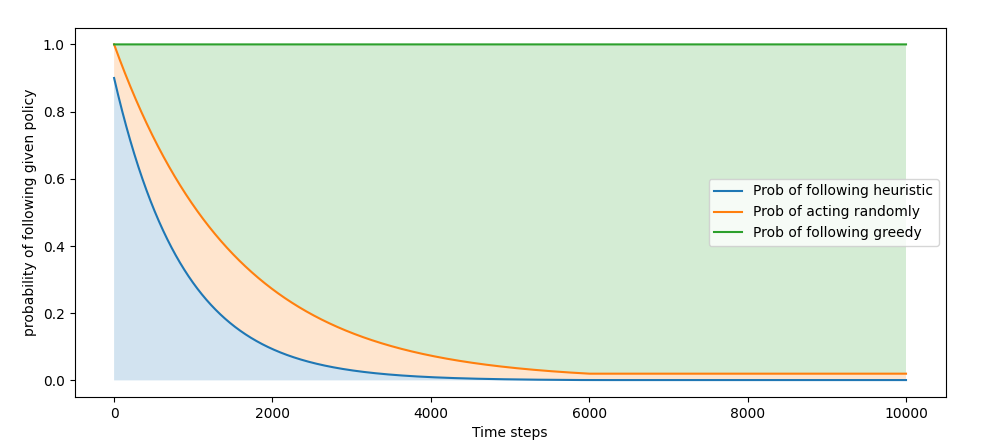 probability of following given policy
1.0
0.8
0.6
0.4
0.2
0.0
Prob of following heuristic
Prob of acting randomly
Prob of following greedy
0 2000 4000 6000 8000 10000
Time steps